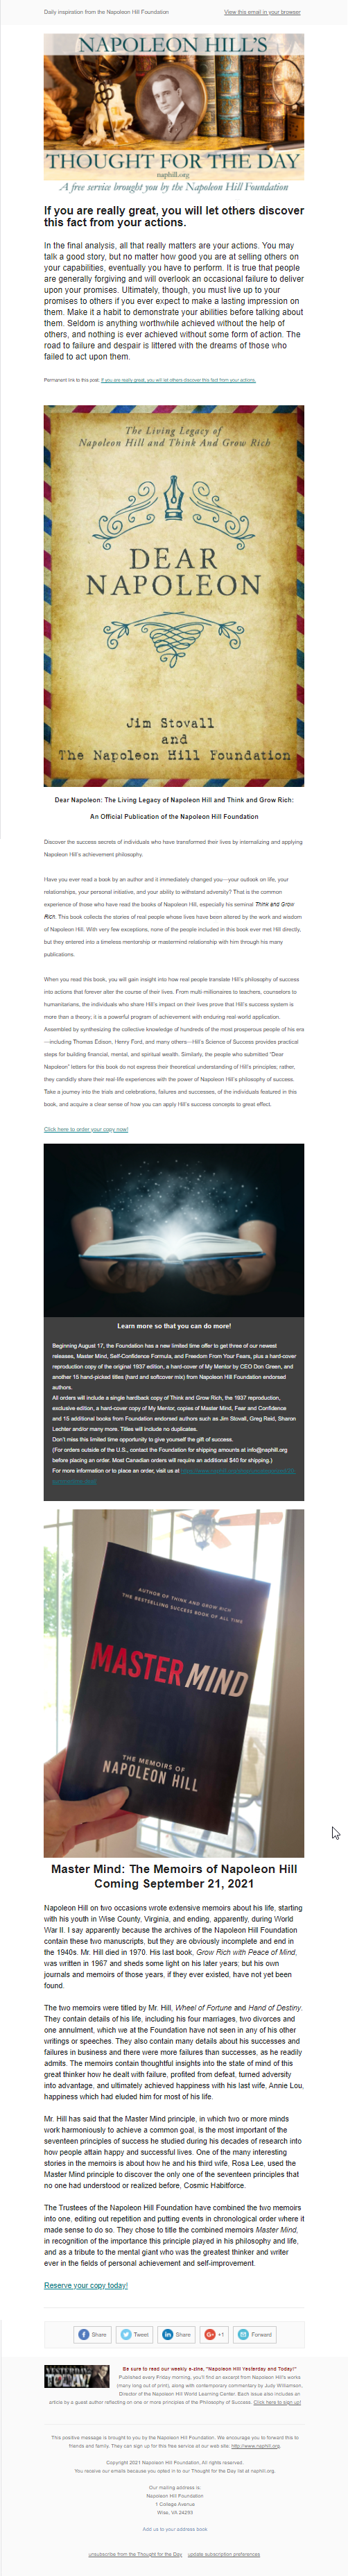 Daily inspiration from the Napoleon Hill Foundation
View this email in your browser
NAPOLEON HILL'S
THOUGHT FOR THE DAY
naphill.org
A free service brought you by the Napoleon Hill Foundation
If you are really great, you will let others discover
this fact from your actions.
In the final analysis, all that really matters are your actions. You may
talk a good story, but no matter how good you are at selling others on
your capabilities, eventually you have to perform. It is true that people
are generally forgiving and will overlook an occasional failure to deliver
upon your promises. Ultimately, though, you must live up to your
promises to others if you ever expect to make a lasting impression on
them. Make it a habit to demonstrate your abilities before talking about
them. Seldom is anything worthwhile achieved without the help of
others, and nothing is ever achieved without some form of action. The
road to failure and despair is littered with the dreams of those who
failed to act upon them.
Permanent link to this post: If you are really great, you will let others discover this fact from your actions.
The Living Legacy of
Napoleon Hill and Think And Grow Rich
DEAR
NAPOLEON
Jim Stovall
and
The Napoleon Hill Foundation
Dear Napoleon: The Living Legacy of Napoleon Hill and Think and Grow Rich:
An Official Publication of the Napoleon Hill Foundation
Discover the success secrets of individuals who have transformed their lives by internalizing and applying
Napoleon Hill's achievement philosophy.
Have you ever read a book by an author and it immediately changed you—your outlook on life, your
relationships, your personal initiative, and your ability to withstand adversity? That is the common
experience of those who have read the books of Napoleon Hill, especially his seminal Think and Grow
Rich. This book collects the stories of real people whose lives have been altered by the work and wisdom
of Napoleon Hill. With very few exceptions, none of the people included in this book ever met Hill directly,
but they entered into a timeless mentorship or mastermind relationship with him through his many
publications.
When you read this book, you will gain insight into how real people translate Hill's philosophy of success
into actions that forever alter the course of their lives. From multi-millionaires to teachers, counselors to
humanitarians, the individuals who share Hill's impact on their lives prove that Hill's success system is
more than a theory; it is a powerful program of achievement with enduring real-world application.
Assembled by synthesizing the collective knowledge of hundreds of the most prosperous people of his era
—including Thomas Edison, Henry Ford, and many others—Hill's Science of Success provides practical
steps for building financial, mental, and spiritual wealth. Similarly, the people who submitted "Dear
Napoleon" letters for this book do not express their theoretical understanding of Hill's principles; rather,
they candidly share their real-life experiences with the power of Napoleon Hill's philosophy of success.
Take a journey into the trials and celebrations, failures and successes, of the individuals featured in this
book, and acquire a clear sense of how you can apply Hill's success concepts to great effect.
Click here to order your copy now!
Learn more so that you can do more!
Beginning August 17, the Foundation has a new limited time offer to get three of our newest
releases, Master Mind, Self-Confidence Formula, and Freedom From Your Fears, plus a hard-cover
reproduction copy of the original 1937 edition, a hard-cover of My Mentor by CEO Don Green, and
another 15 hand-picked titles (hard and softcover mix) from Napoleon Hill Foundation endorsed
authors.
All orders will include a single hardback copy of Think and Grow Rich, the 1937 reproduction,
exclusive edition, a hard-cover copy of My Mentor, copies of Master Mind, Fear and Confidence
and 15 additional books from Foundation endorsed authors such as Jim Stovall, Greg Reid, Sharon
Lechter and/or many more. Titles will include no duplicates.
Don't miss this limited time opportunity to give yourself the gift of success.
(For orders outside of the U.S., contact the Foundation for shipping amounts at info@naphill.org
before placing an order. Most Canadian orders will require an additional $40 for shipping.)
For more information or to place an order, visit us at
AUTHOR OF THINK AND GROW RICH
THE BESTSELLING SUCCESS BOOK OF ALL TIME
MASTER MIND
THE MEMOIRS OF
NAPOLEON HILL
Master Mind: The Memoirs of Napoleon Hill
Coming September 21, 2021
Napoleon Hill on two occasions wrote extensive memoirs about his life, starting
with his youth in Wise County, Virginia, and ending, apparently, during World
War II. I say apparently because the archives of the Napoleon Hill Foundation
contain these two manuscripts, but they are obviously incomplete and end in
the 1940s. Mr. Hill died in 1970. His last book, Grow Rich with Peace of Mind,
was written in 1967 and sheds some light on his later years; but his own
journals and memoirs of those years, if they ever existed, have not yet been
found.
The two memoirs were titled by Mr. Hill, Wheel of Fortune and Hand of Destiny.
They contain details of his life, including his four marriages, two divorces and
one annulment, which we at the Foundation have not seen in any of his other
writings or speeches. They also contain many details about his successes and
failures in business and there were more failures than successes, as he readily
admits. The memoirs contain thoughtful insights into the state of mind of this
great thinker how he dealt with failure, profited from defeat, turned adversity
into advantage, and ultimately achieved happiness with his last wife, Annie Lou,
happiness which had eluded him for most of his life.
Mr. Hill has said that the Master Mind principle, in which two or more minds
work harmoniously to achieve a common goal, is the most important of the
seventeen principles of success he studied during his decades of research into
how people attain happy and successful lives. One of the many interesting
stories in the memoirs is about how he and his third wife, Rosa Lee, used the
Master Mind principle to discover the only one of the seventeen principles that
no one had understood or realized before, Cosmic Habitforce.
The Trustees of the Napoleon Hill Foundation have combined the two memoirs
into one, editing out repetition and putting events in chronological order where it
made sense to do so. They chose to title the combined memoirs Master Mind,
in recognition of the importance this principle played in his philosophy and life,
and as a tribute to the mental giant who was the greatest thinker and writer
ever in the fields of personal achievement and self-improvement.
Reserve your copy today!
Share
Tweet
Share
+1
Forward
TODAY!
Be sure to read our weekly e-zine, "Napoleon Hill Yesterday and Today!"
Published every Friday morning, you'll find an excerpt from Napoleon Hill's works
(many long out of print), along with contemporary commentary by Judy Williamson,
Director of the Napoleon Hill World Learning Center. Each issue also includes an
article by a guest author reflecting on one or more principles of the Philosophy of Success. Click here to sign up!
This positive message is brought to you by the Napoleon Hill Foundation. We encourage you to forward this to
friends and family. They can sign up for this free service at our web site: http://www.naphill.org.
Copyright 2021 Napoleon Hill Foundation, All rights reserved.
You receive our emails because you opted in to our Thought for the Day list at naphill.org.
Our mailing address is:
Napoleon Hill Foundation
1 College Avenue
Wise, VA 24293
Add us to your address book
unsubscribe from the Thought for the Day update subscription preferences